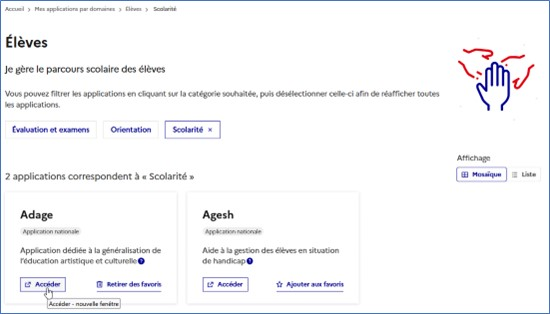 Accueil > Mes applications par domaines > Élèves > Scolarité
Élèves
Je gère le parcours scolaire des élèves
Vous pouvez filtrer les applications en cliquant sur la catégorie souhaitée, puis désélectionner celle-ci afin de réafficher toutes
les applications.
Évaluation et examens
Orientation
Scolarité ×
Affichage
Mosaïque
Liste
2 applications correspondent à « Scolarité »
Adage
Application nationale
Application dédiée à la généralisation de
l'éducation artistique et culturelle ?
Accéder
Retirer des favoris
Accéder - nouvelle fenêtre
Agesh
Application nationale
Aide à la gestion des élèves en situation
de handicap ?
Accéder
Ajouter aux favoris